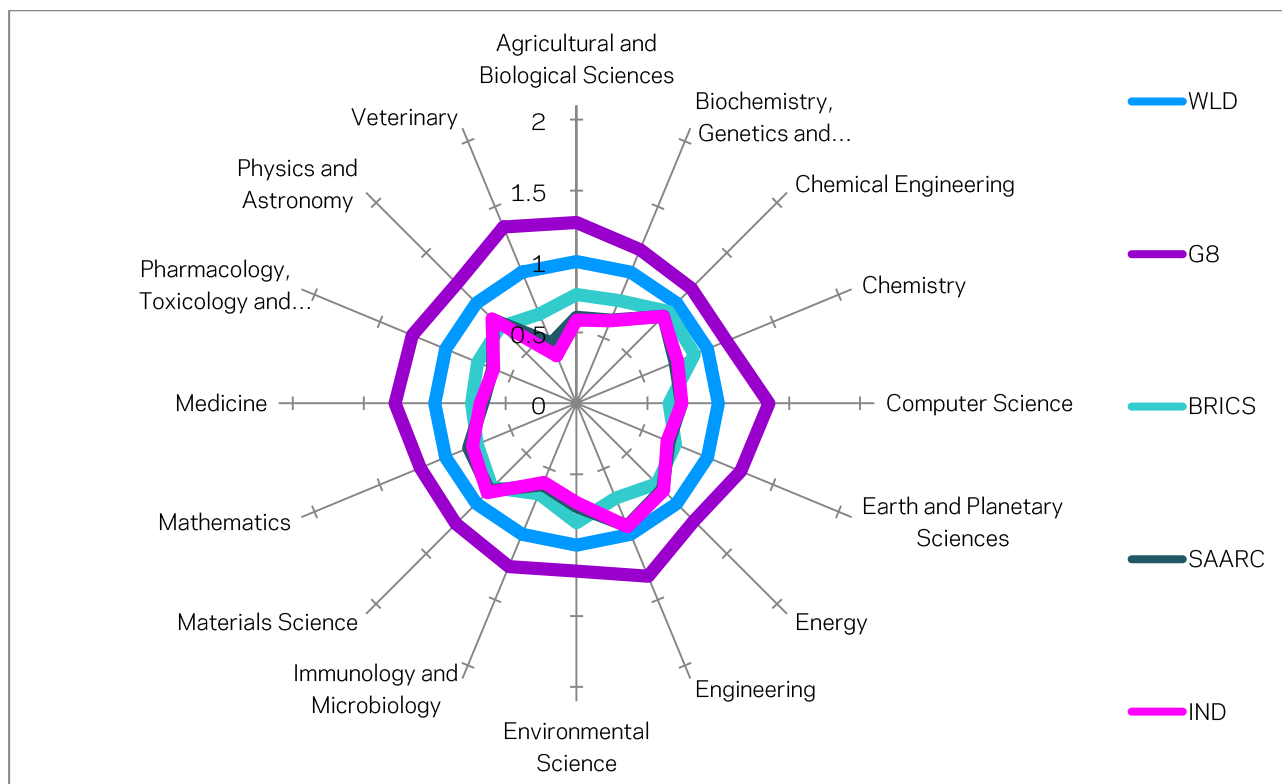 Agricultural and
Biological Sciences
Biochemistry,
Genetics and...
Chemical Engineering
Chemistry
Computer Science
Earth and Planetary
Sciences
Energy
Engineering
Environmental
Science
Immunology and
Microbiology
Materials Science
Mathematics
Medicine
Pharmacology,
Toxicology and...
Physics and
Astronomy
Veterinary
2
1.5
1
0.5
0
WLD
G8
BRICS
SAARC
IND